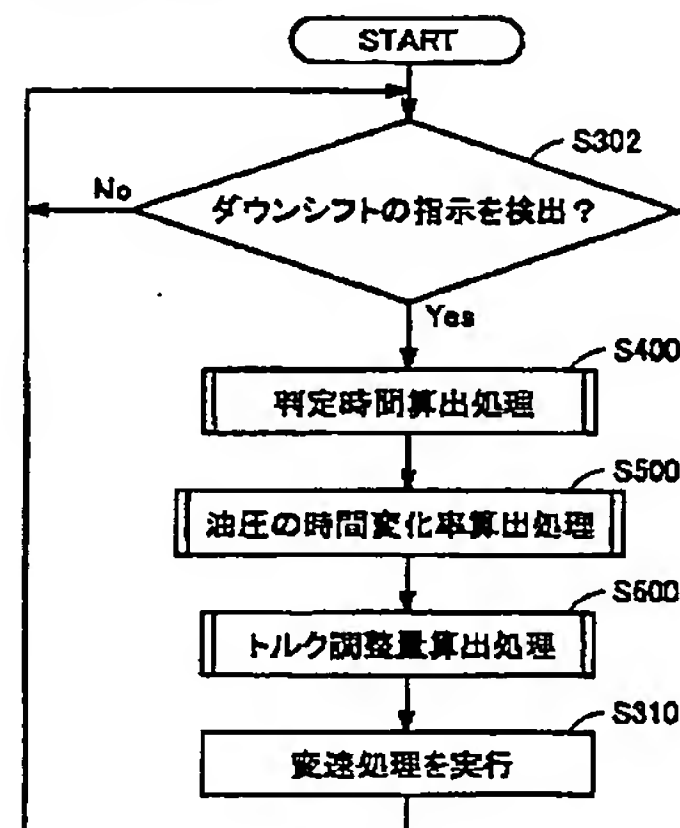 START
S302
No
ダウンシフトの指示を検出?
Yes
S400
判定時間算出処理
S500
油圧の時間変化率算出処理
S600
トルク調整量算出処理
S310
変速処理を実行